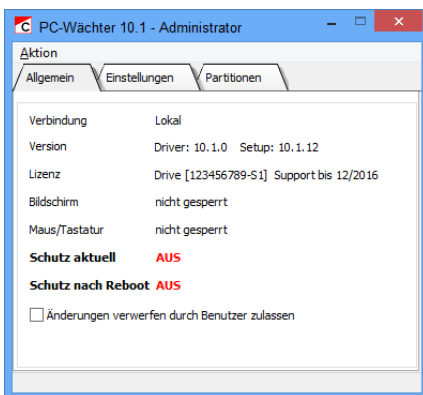 PC-Wächter 10.1 - Administrator
Aktion
Allgemein Einstellungen Partitionen
Verbindung Lokal
Version Driver: 10.1.0 Setup: 10.1.12
Lizenz Drive [123456789-S1] Support bis 12/2016
Bildschirm nicht gesperrt
Maus/Tastatur nicht gesperrt
Schutz aktuell AUS
Schutz nach Reboot AUS
Änderungen verwerfen durch Benutzer zulassen